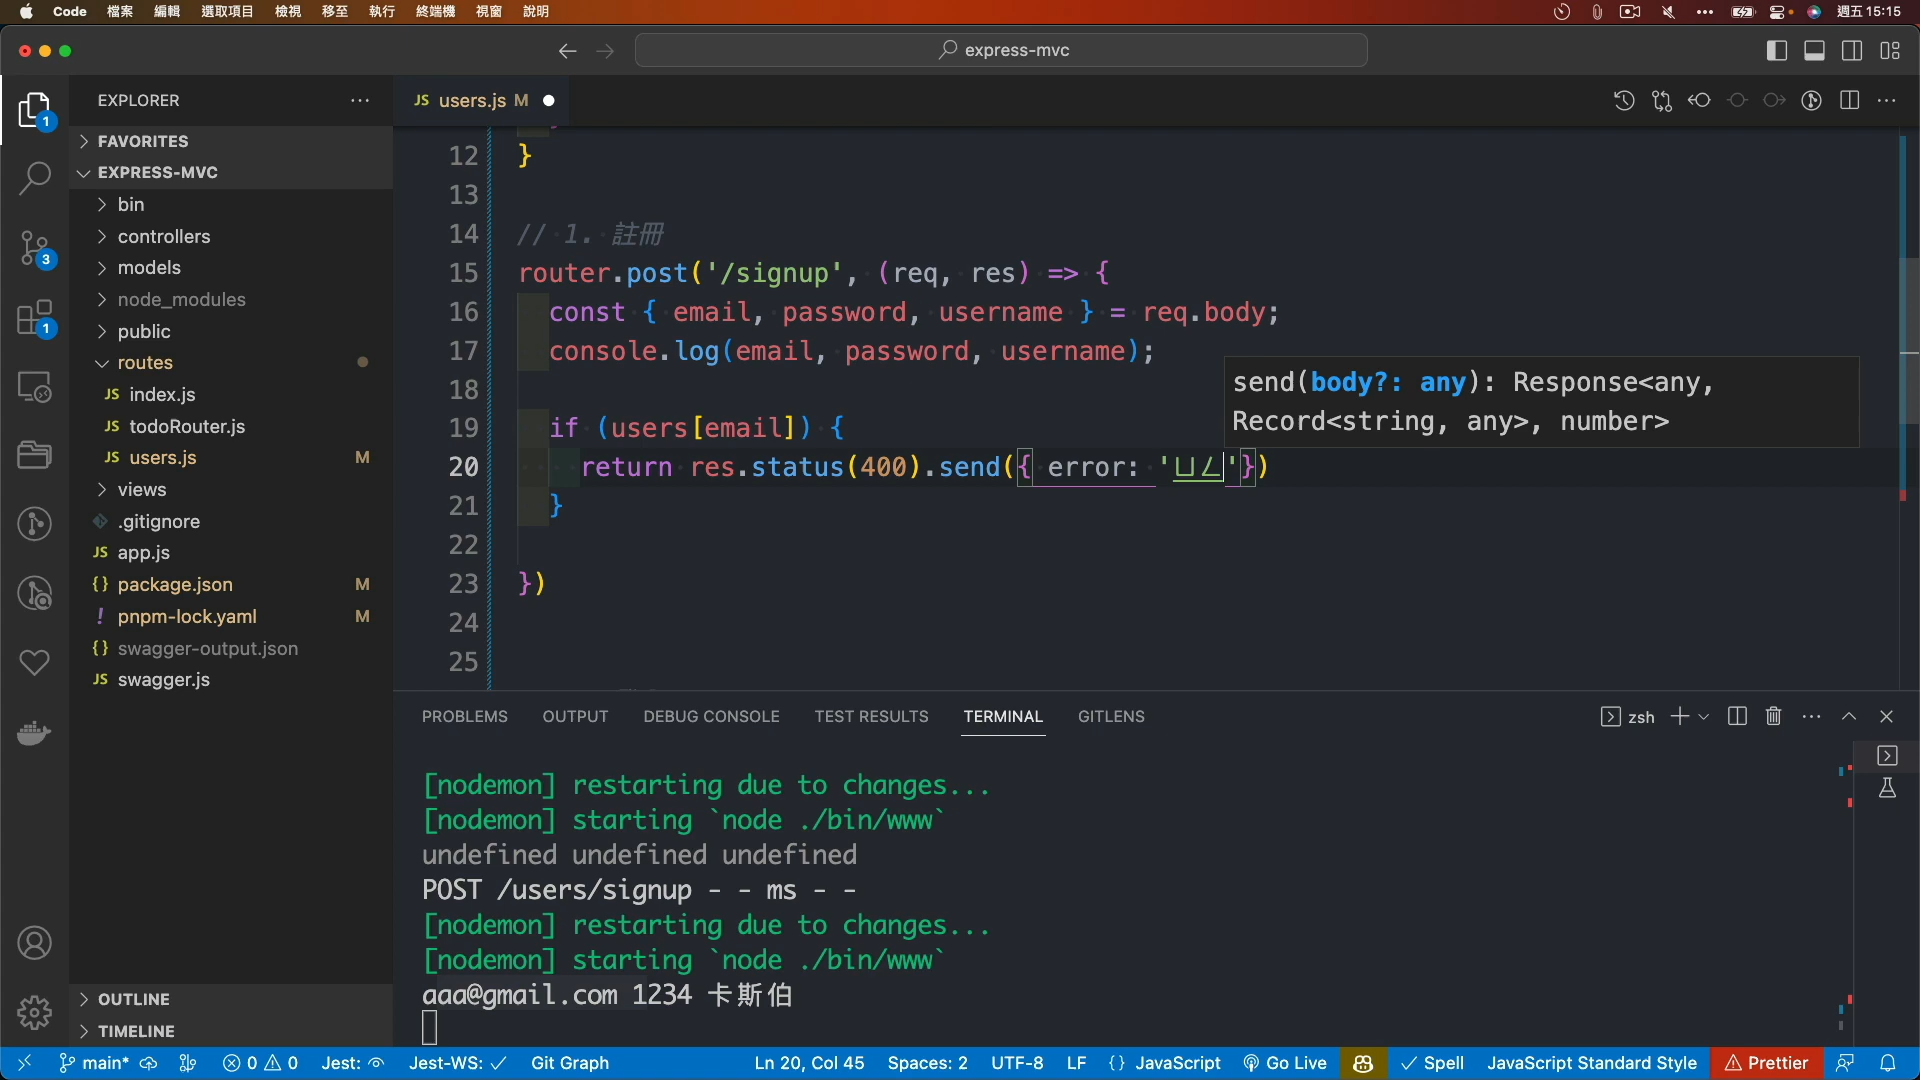 Code 檔案 編輯 選取項目 檢視 移至 執行 終端機 視窗 說明 週五15:15
express-mvc
EXPLORER
JS users.js M
FAVORITES
EXPRESS-MVC
bin
controllers
models
node_modules
public
routes
JS index.js
JS todoRouter.js
JS users.js M
views
.gitignore
JS app.js
{} package.json M
! pnpm-lock.yaml M
{} swagger-output.json
JS swagger.js
OUTLINE
TIMELINE
1
3
1
12 }
13
14 // 1. 註冊
15 router.post('/signup', (req, res) => {
16 const { email, password, username } = req.body;
17 console.log(email, password, username);
18
19 if (users[email]) {
20 return res.status(400).send({ error: 'ㄩㄥ'})
21 }
22
23 })
24
25
send(body?: any): Response<any,
Record<string, any>, number>
PROBLEMS OUTPUT DEBUG CONSOLE TEST RESULTS TERMINAL GITLENS zsh
[nodemon] restarting due to changes...
[nodemon] starting `node ./bin/www`
undefined undefined undefined
POST /users/signup - - ms - -
[nodemon] restarting due to changes...
[nodemon] starting `node ./bin/www`
aaa@gmail.com 1234 卡斯伯
main* 0 0 Jest: Jest-WS: Git Graph Ln 20, Col 45 Spaces: 2 UTF-8 LF {} JavaScript Go Live Spell JavaScript Standard Style Prettier